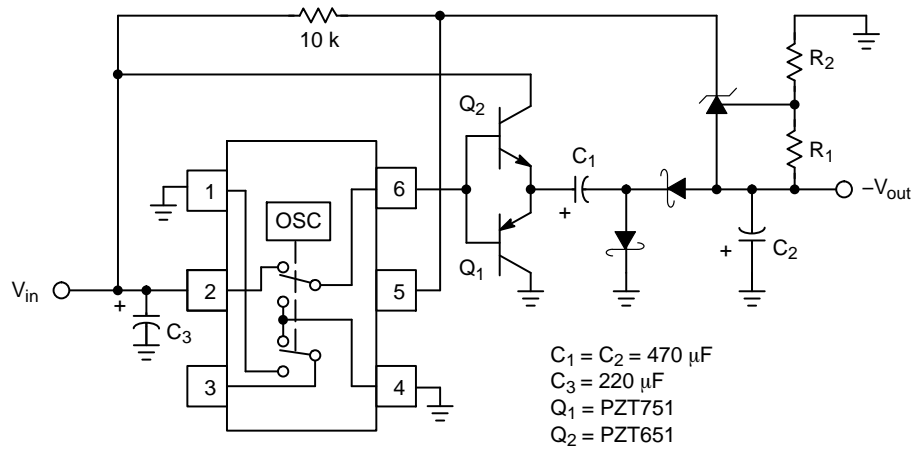 10 k
R2
Q2
C1
R1
1
6
−Vout
OSC
+
C2
Q1
+
Vin
2
5
+
C3
3
4
C1 = C2 = 470 μF
C3 = 220 μF
Q1 = PZT751
Q2 = PZT651